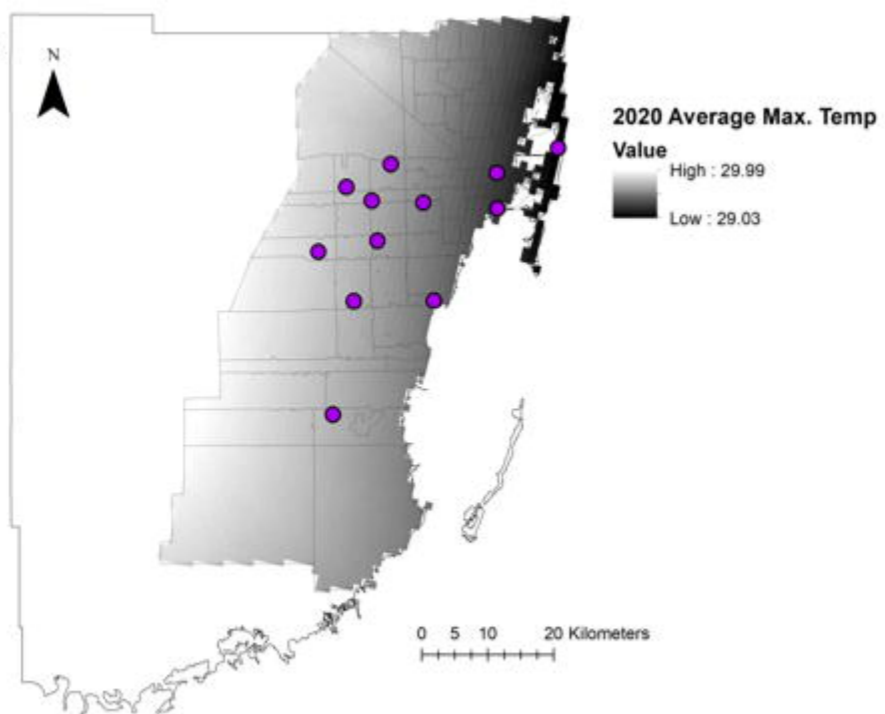 N
2020 Average Max. Temp
Value
High : 29.99
Low : 29.03
0 5 10 20 Kilometers